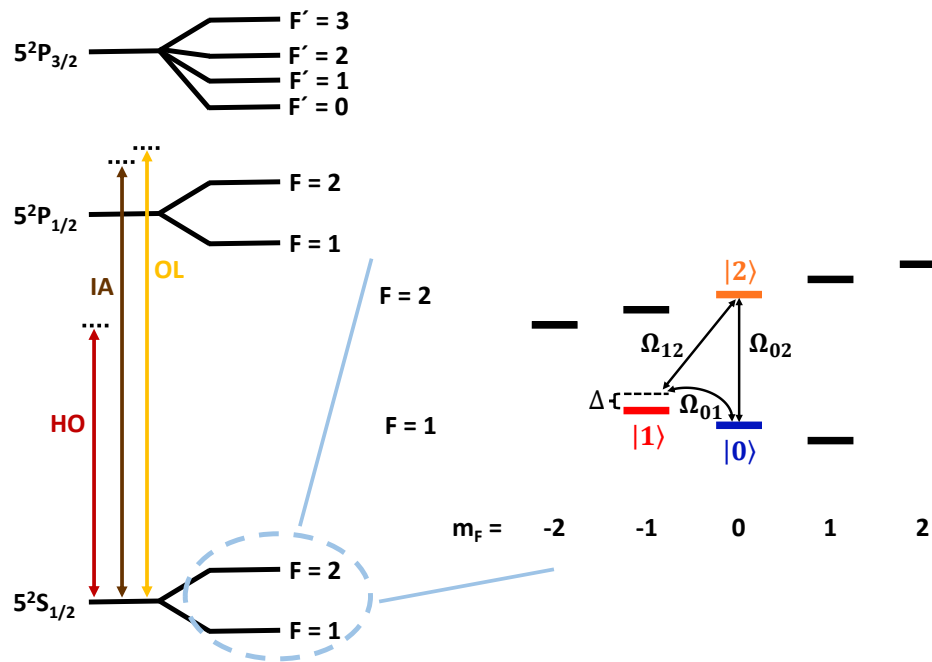 F´ = 3
5²P₃/₂
F´ = 2
F´ = 1
F´ = 0
F = 2
5²P₁/₂
F = 1
IA
OL
HO
F = 2
|2⟩
Ω₁₂
Ω₀₂
Δ
Ω₀₁
F = 1
|1⟩
|0⟩
m_F = -2 -1 0 1 2
F = 2
5²S₁/₂
F = 1